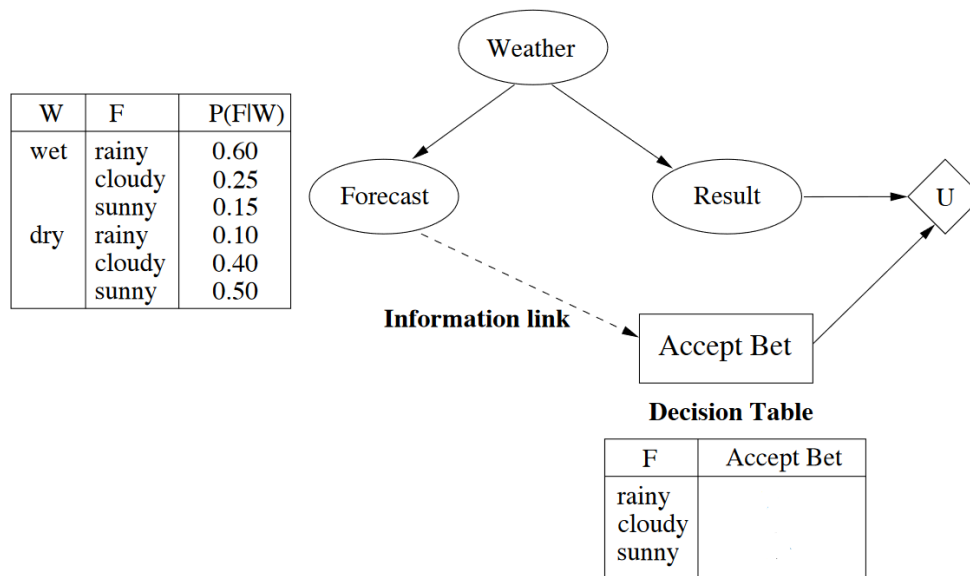 Weather
W F P(F|W)
wet rainy 0.60
cloudy 0.25
sunny 0.15
dry rainy 0.10
cloudy 0.40
sunny 0.50
Forecast
Result
U
Information link
Accept Bet
Decision Table
F Accept Bet
rainy
cloudy
sunny